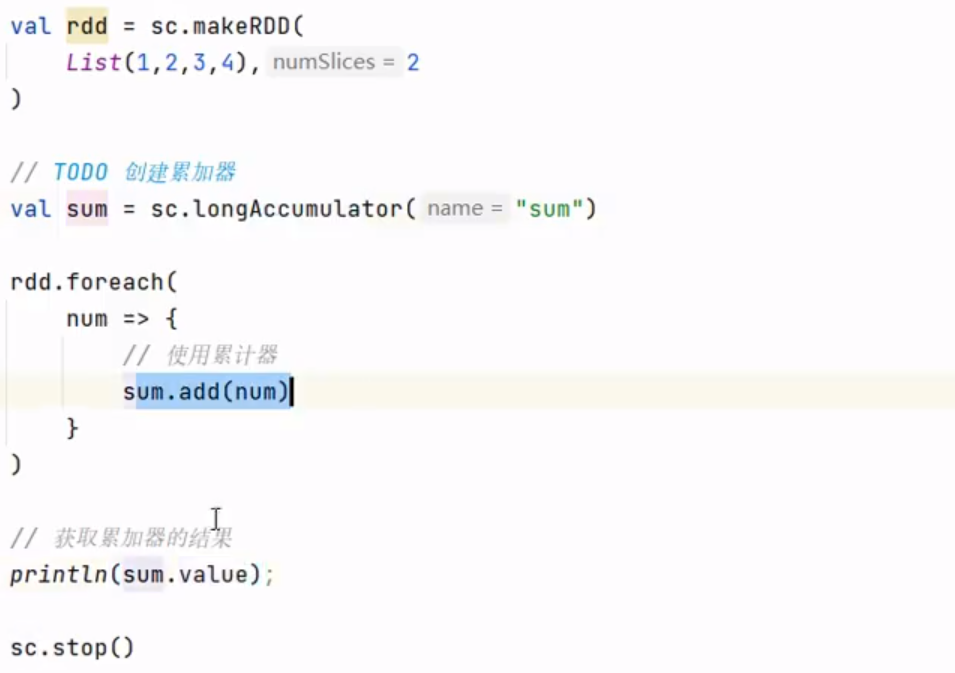 val rdd = sc.makeRDD(
List(1,2,3,4), numSlices = 2
)
// TODO 创建累加器
val sum = sc.longAccumulator( name = "sum")
rdd.foreach(
num => {
// 使用累计器
sum.add(num)
}
)
// 获取累加器的结果
println(sum.value);
sc.stop()